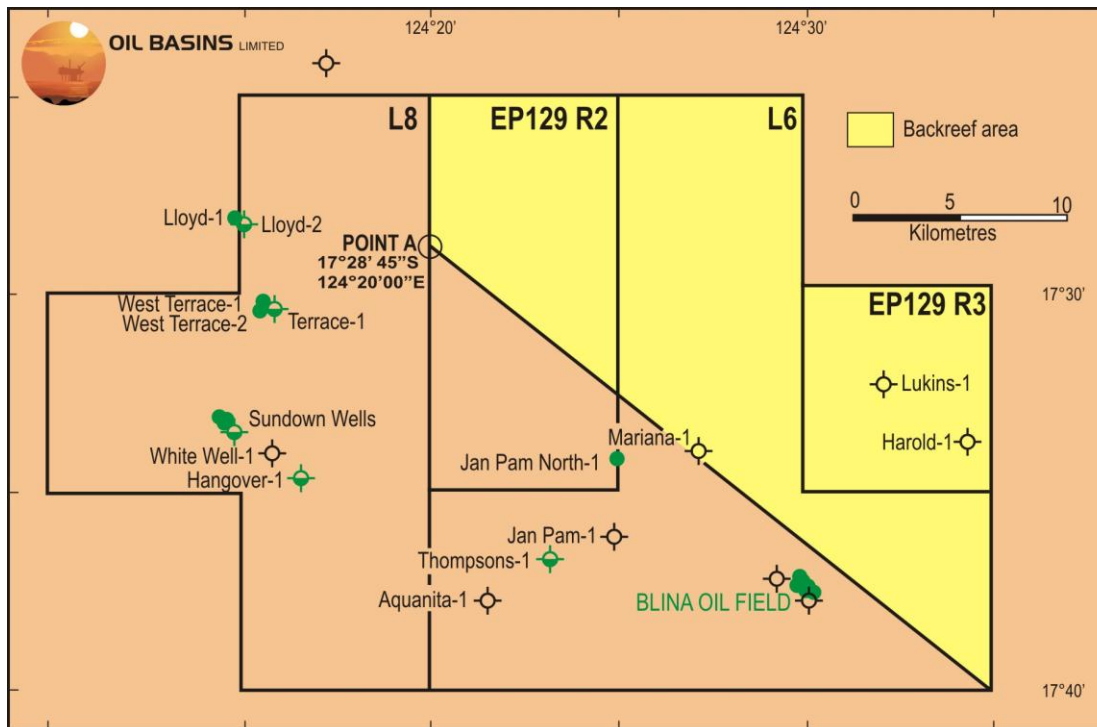 124°20'
124°30'
OIL BASINS LIMITED
L8
EP129 R2
L6
Backreef area
0 5 10
Kilometres
Lloyd-1
Lloyd-2
POINT A
17°28' 45”S
124°20’00”E
17°30'
West Terrace-1
West Terrace-2
Terrace-1
EP129 R3
Lukins-1
Sundown Wells
Mariana-1
Harold-1
White Well-1
Jan Pam North-1
Hangover-1
Jan Pam-1
Thompsons-1
Aquanita-1
BLINA OIL FIELD
17°40'